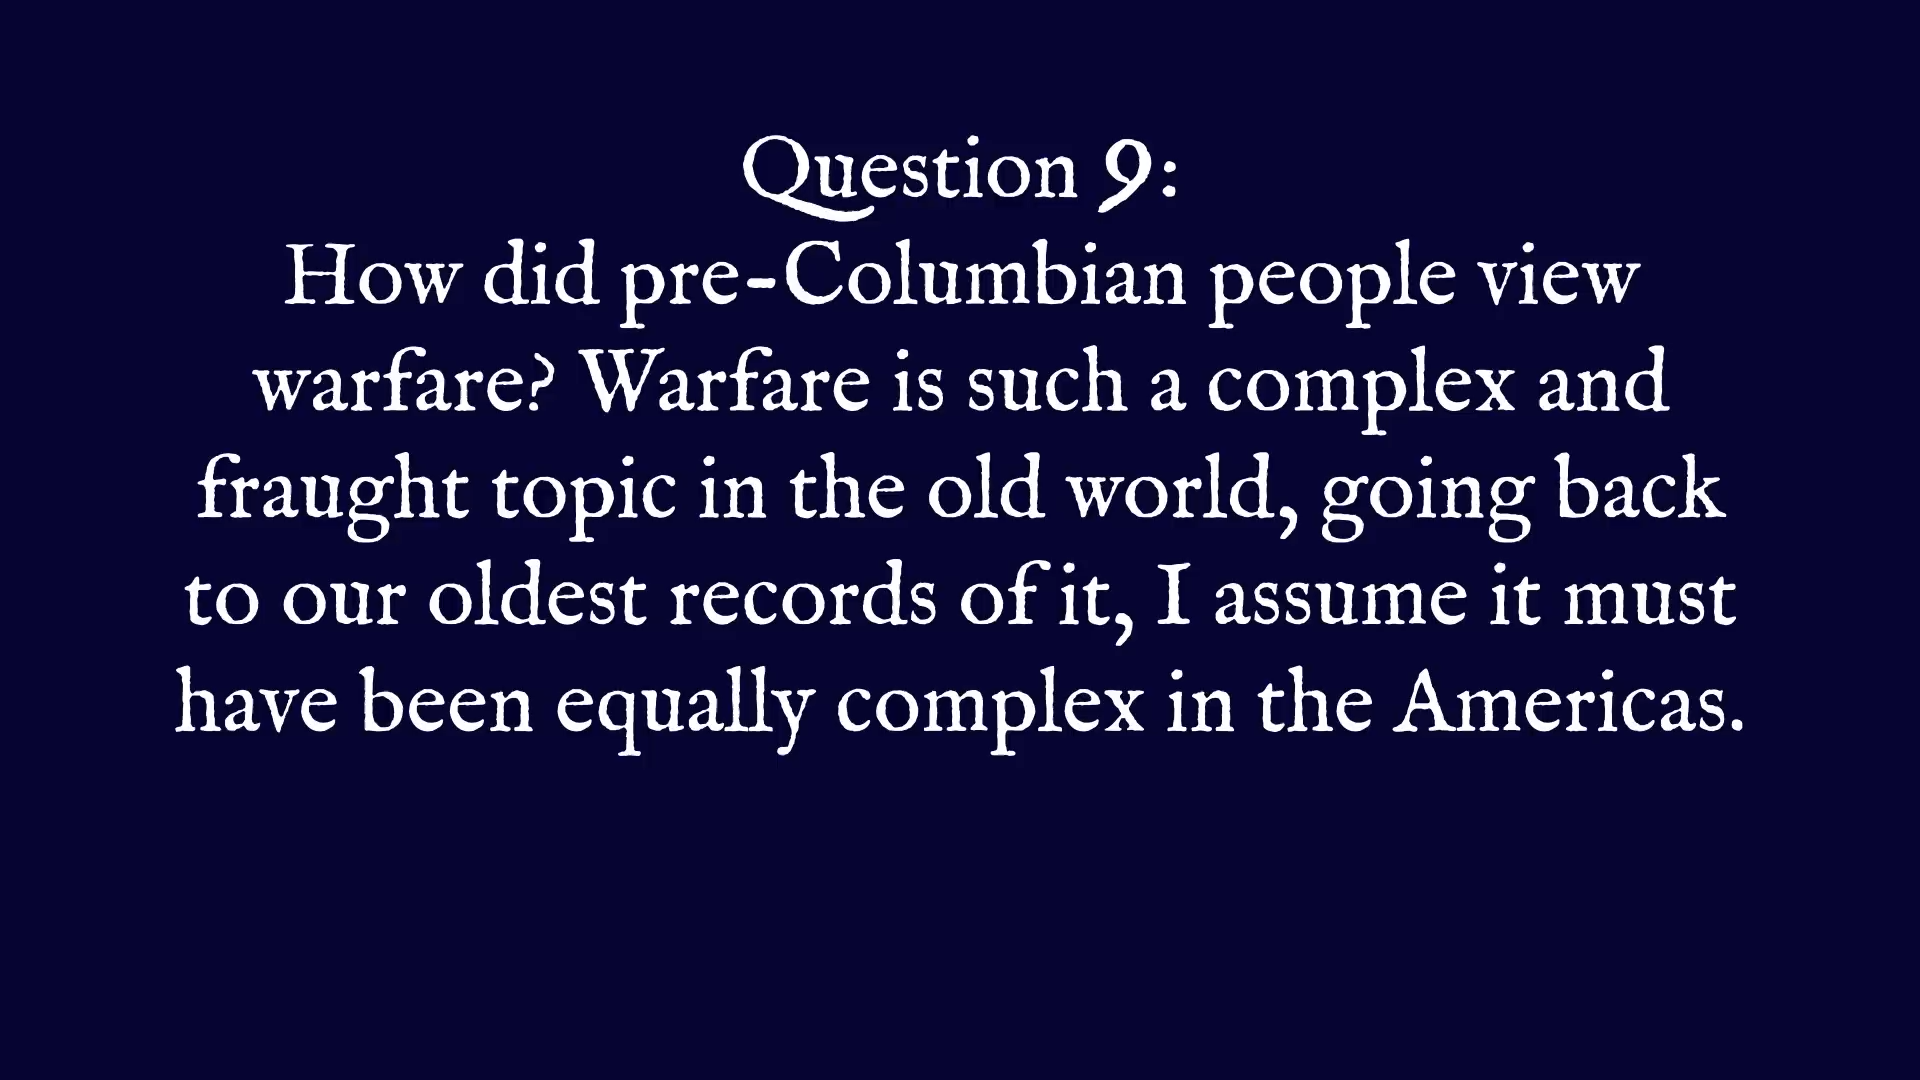 Question 9:
How did pre-Columbian people view
warfare? Warfare is such a complex and
fraught topic in the old world, going back
to our oldest records of it, I assume it must
have been equally complex in the Americas.